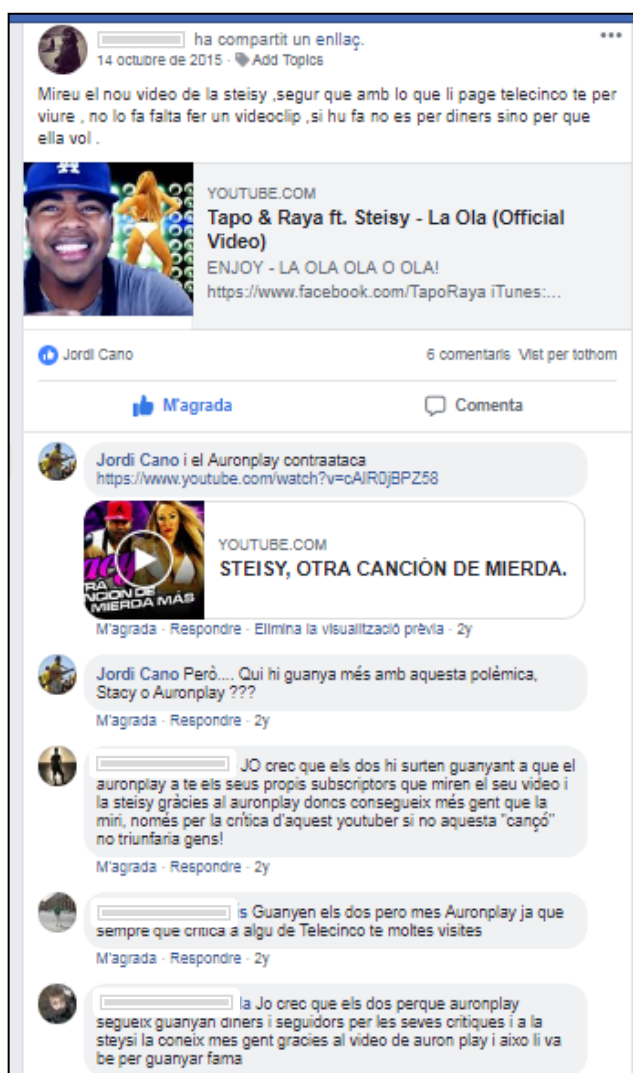 ha compartit un enllaç.
14 octubre de 2015 · Add Topics
Mireu el nou video de la steisy ,segur que amb lo que li page telecinco te per
viure , no lo fa falta fer un videoclip ,si hu fa no es per diners sino per que
ella vol .
YOUTUBE.COM
Tapo & Raya ft. Steisy - La Ola (Official
Video)
ENJOY - LA OLA OLA O OLA!
https://www.facebook.com/TapoRaya iTunes:...
Jordi Cano
6 comentaris Vist per tothom
M'agrada
Comenta
Jordi Cano i el Auronplay contraataca
https://www.youtube.com/watch?v=cAlR0jBPZ58
OTRA
CANCION DE
MIERDA MÁS
YOUTUBE.COM
STEISY, OTRA CANCIÓN DE MIERDA.
M'agrada · Respondre · Elimina la visualització prèvia · 2y
Jordi Cano Però.... Qui hi guanya més amb aquesta polèmica,
Stacy o Auronplay ???
M'agrada · Respondre · 2y
JO crec que els dos hi surten guanyant a que el
auronplay a te els seus propis subscriptors que miren el seu video i
la steisy gràcies al auronplay doncs consegueix més gent que la
miri, només per la crítica d'aquest youtuber si no aquesta "cançó"
no triunfaria gens!
M'agrada · Respondre · 2y
s Guanyen els dos pero mes Auronplay ja que
sempre que critica a algu de Telecinco te moltes visites
M'agrada · Respondre · 2y
la Jo crec que els dos perque auronplay
segueix guanyan diners i seguidors per les seves critiques i a la
steysi la coneix mes gent gracies al video de auron play i aixo li va
be per guanyar fama